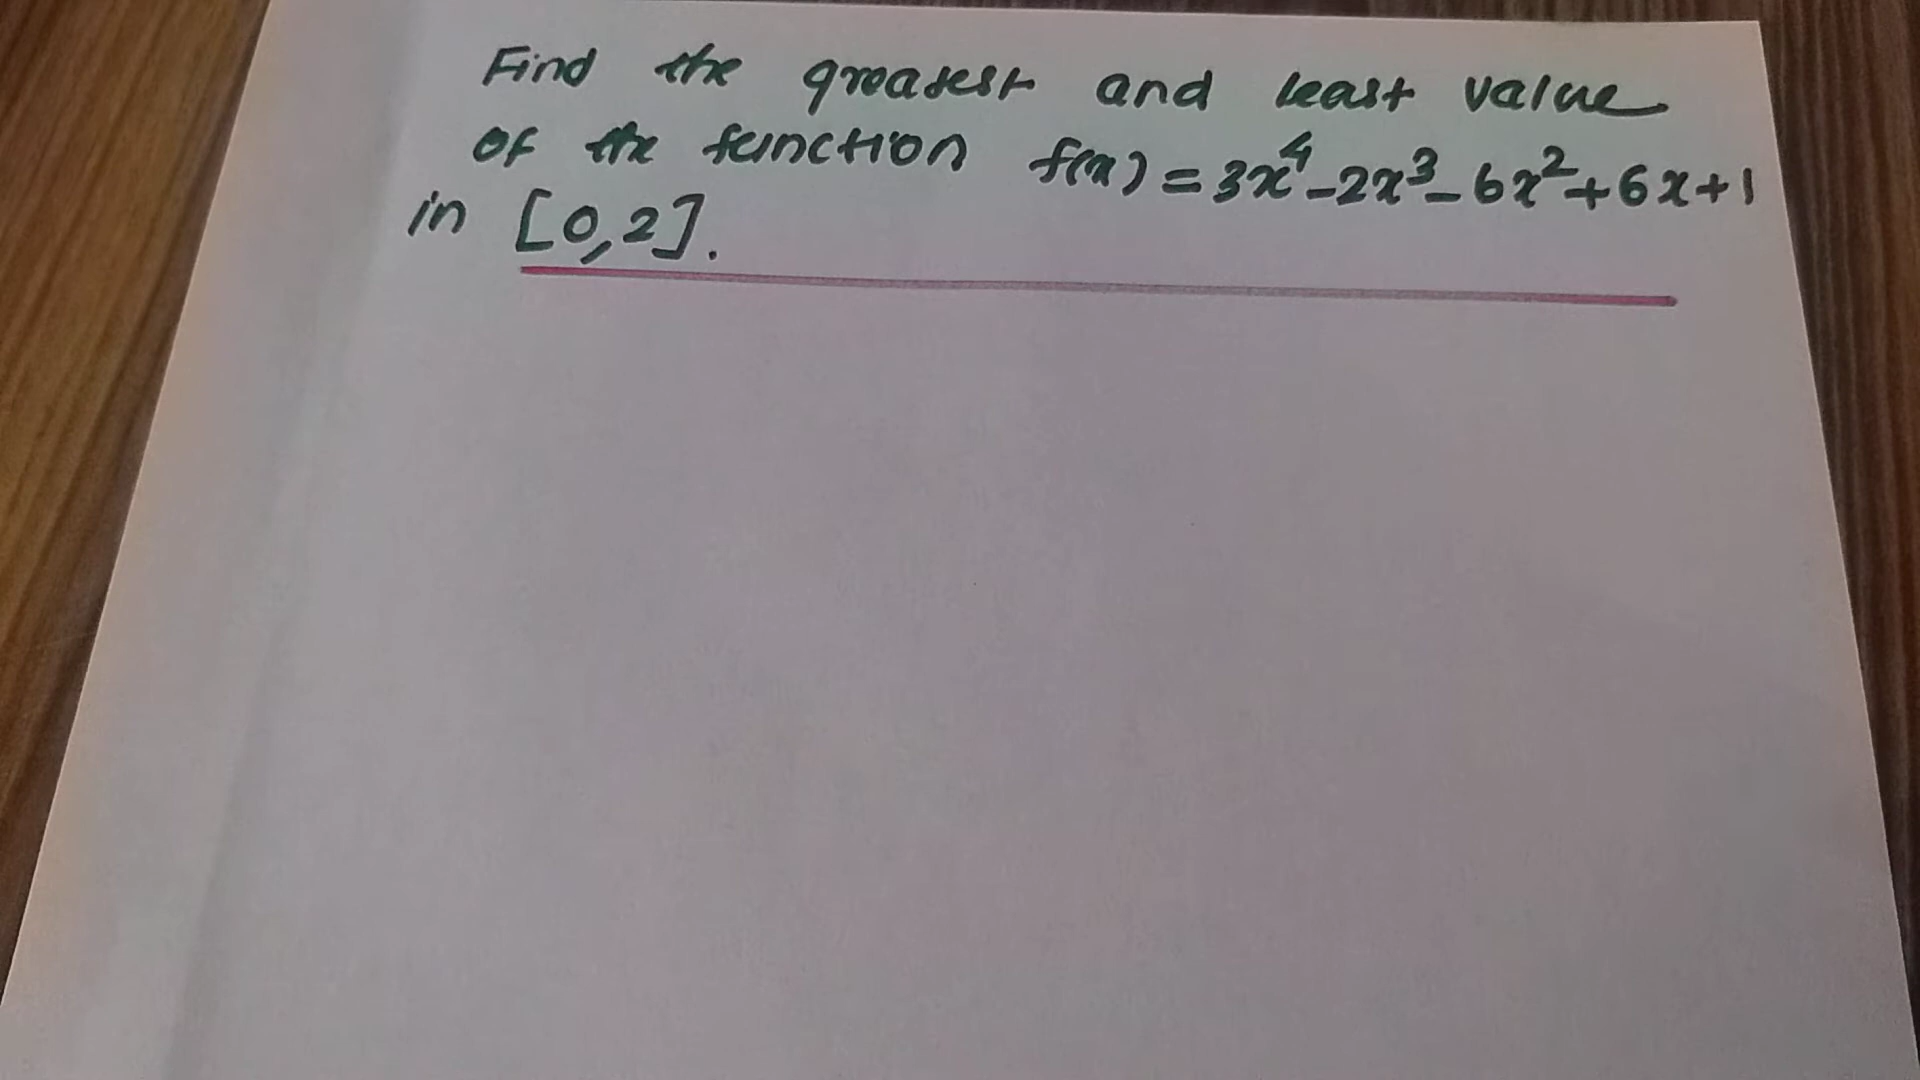 Find the greatest and least value
of the function f(x) = 3x⁴ - 2x³ - 6x² + 6x + 1
in [0,2].